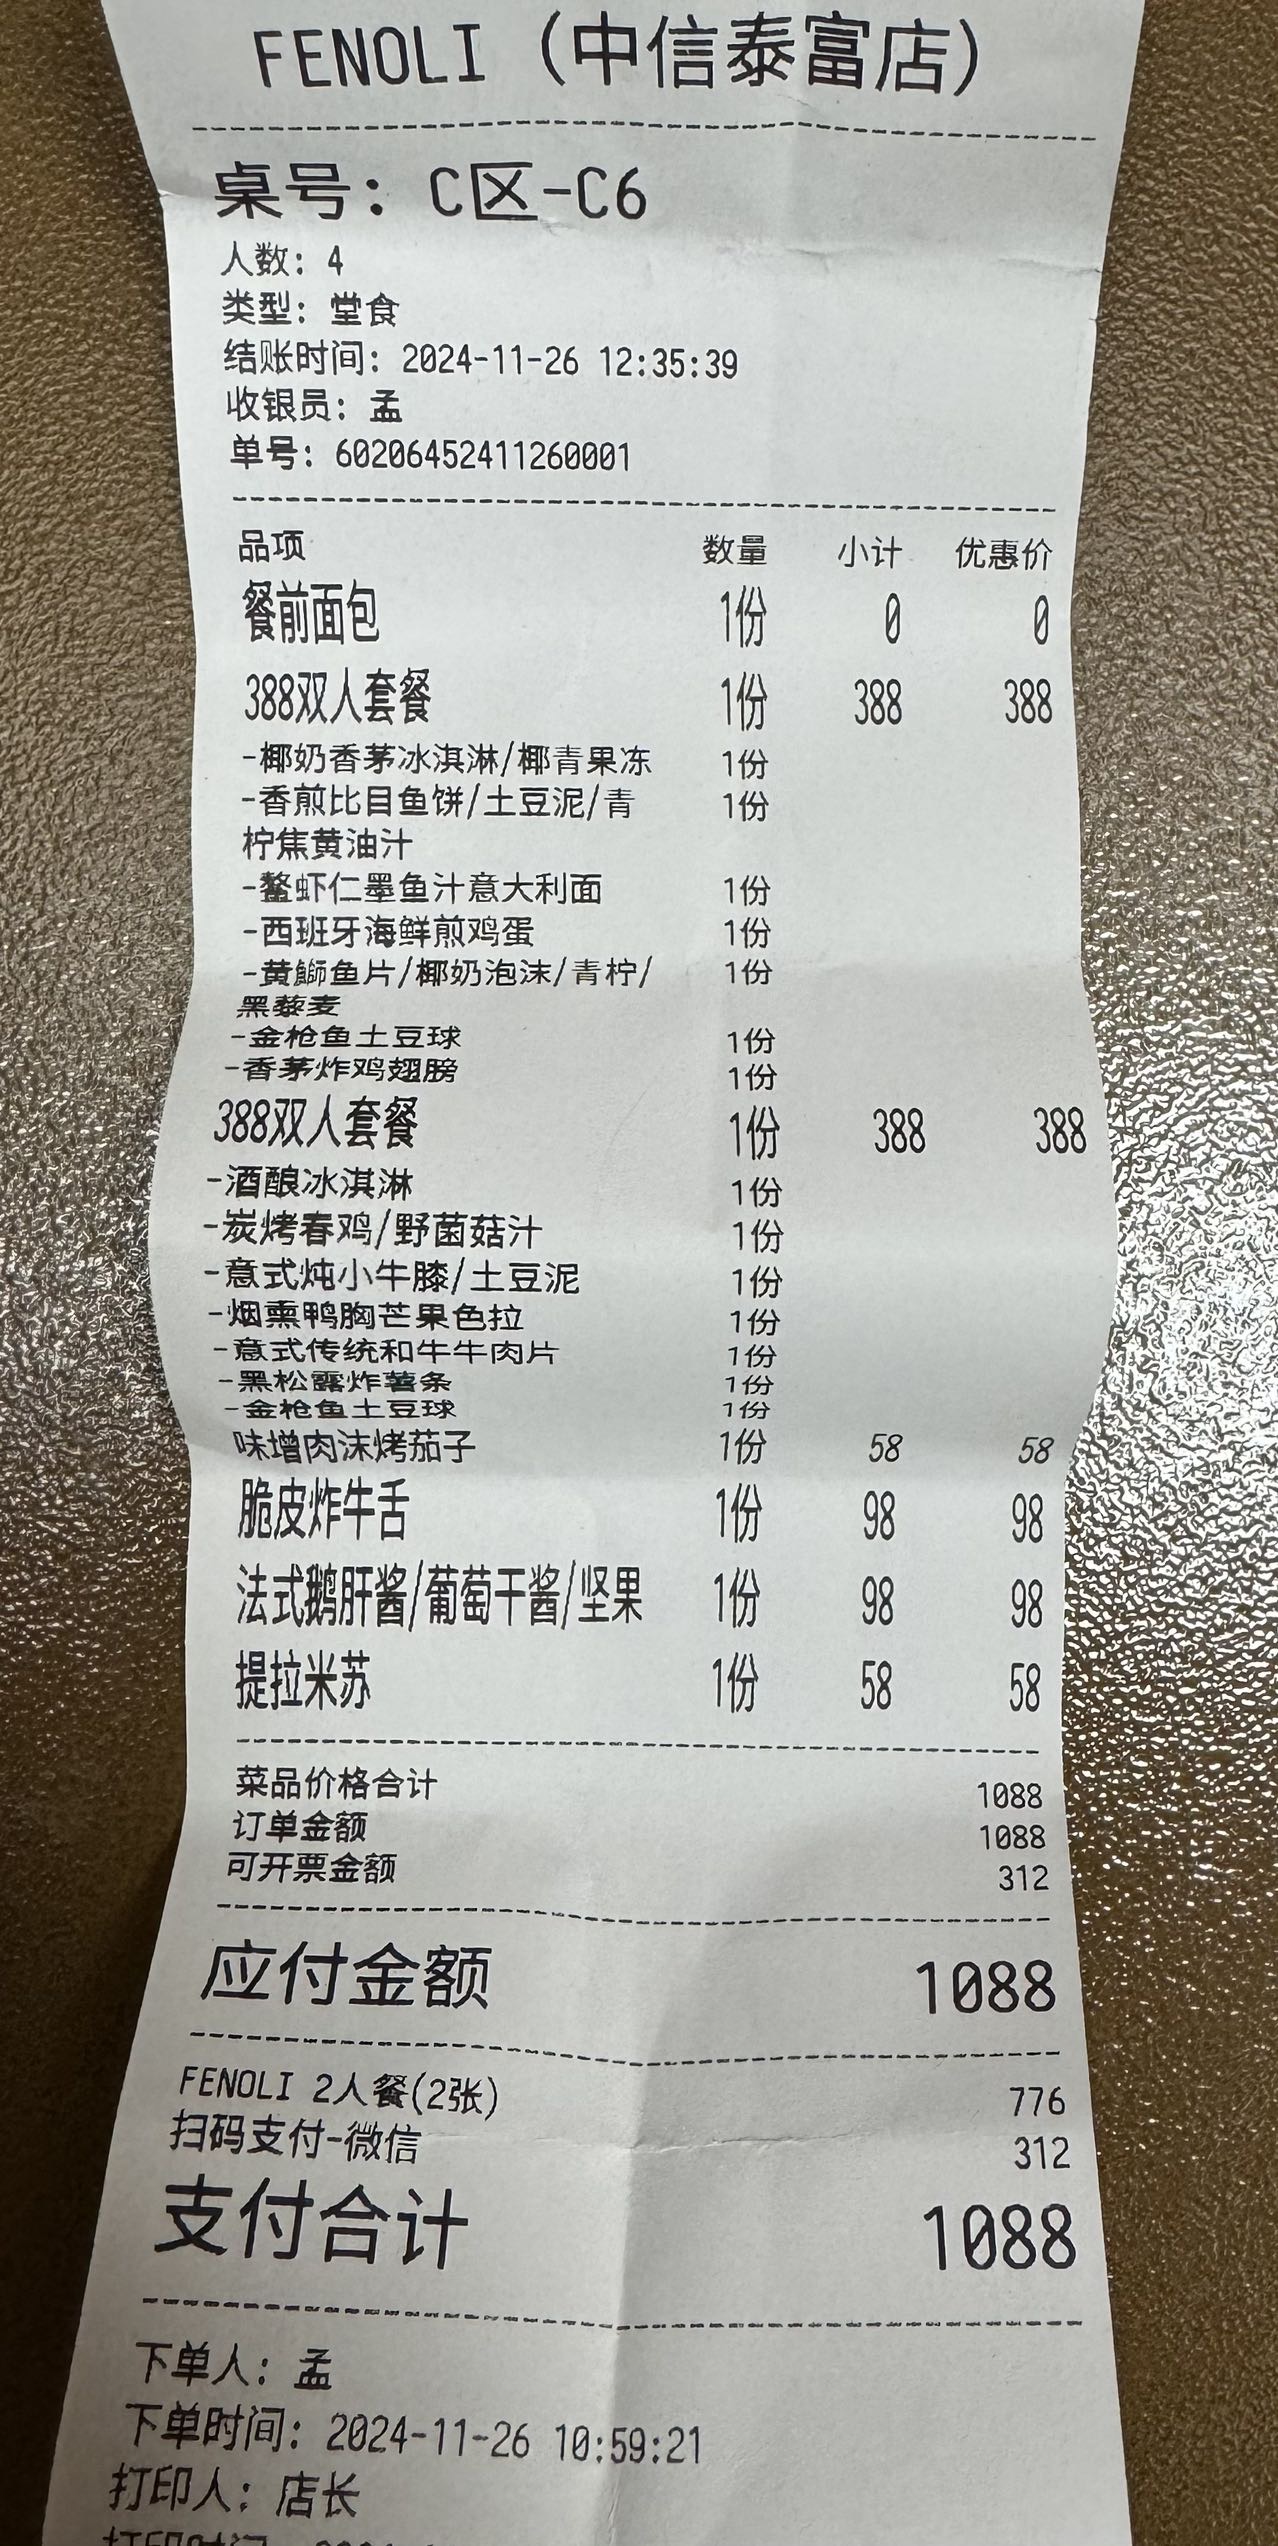 FENOLI (中信泰富店)
桌号: C区-C6
人数: 4
类型: 堂食
结账时间: 2024-11-26 12:35:39
收银员: 孟
单号: 60206452411260001
品项 数量 小计 优惠价
餐前面包 1份 0 0
388双人套餐 1份 388 388
-椰奶香茅冰淇淋/椰青果冻 1份
-香煎比目鱼饼/土豆泥/青 1份
柠焦黄油汁
-鳌虾仁墨鱼汁意大利面 1份
-西班牙海鲜煎鸡蛋 1份
-黄鰤鱼片/椰奶泡沫/青柠/ 1份
黑藜麦
-金枪鱼土豆球 1份
-香茅炸鸡翅膀 1份
388双人套餐 1份 388 388
-酒酿冰淇淋 1份
-炭烤春鸡/野菌菇汁 1份
-意式炖小牛膝/土豆泥 1份
-烟熏鸭胸芒果色拉 1份
-意式传统和牛牛肉片 1份
-黑松露炸薯条 1份
-金枪鱼土豆球 1份
味增肉沫烤茄子 1份 58 58
脆皮炸牛舌 1份 98 98
法式鹅肝酱/葡萄干酱/坚果 1份 98 98
提拉米苏 1份 58 58
菜品价格合计 1088
订单金额 1088
可开票金额 312
应付金额 1088
FENOLI 2人餐(2张) 776
扫码支付-微信 312
支付合计 1088
下单人: 孟
下单时间: 2024-11-26 10:59:21
打印人: 店长